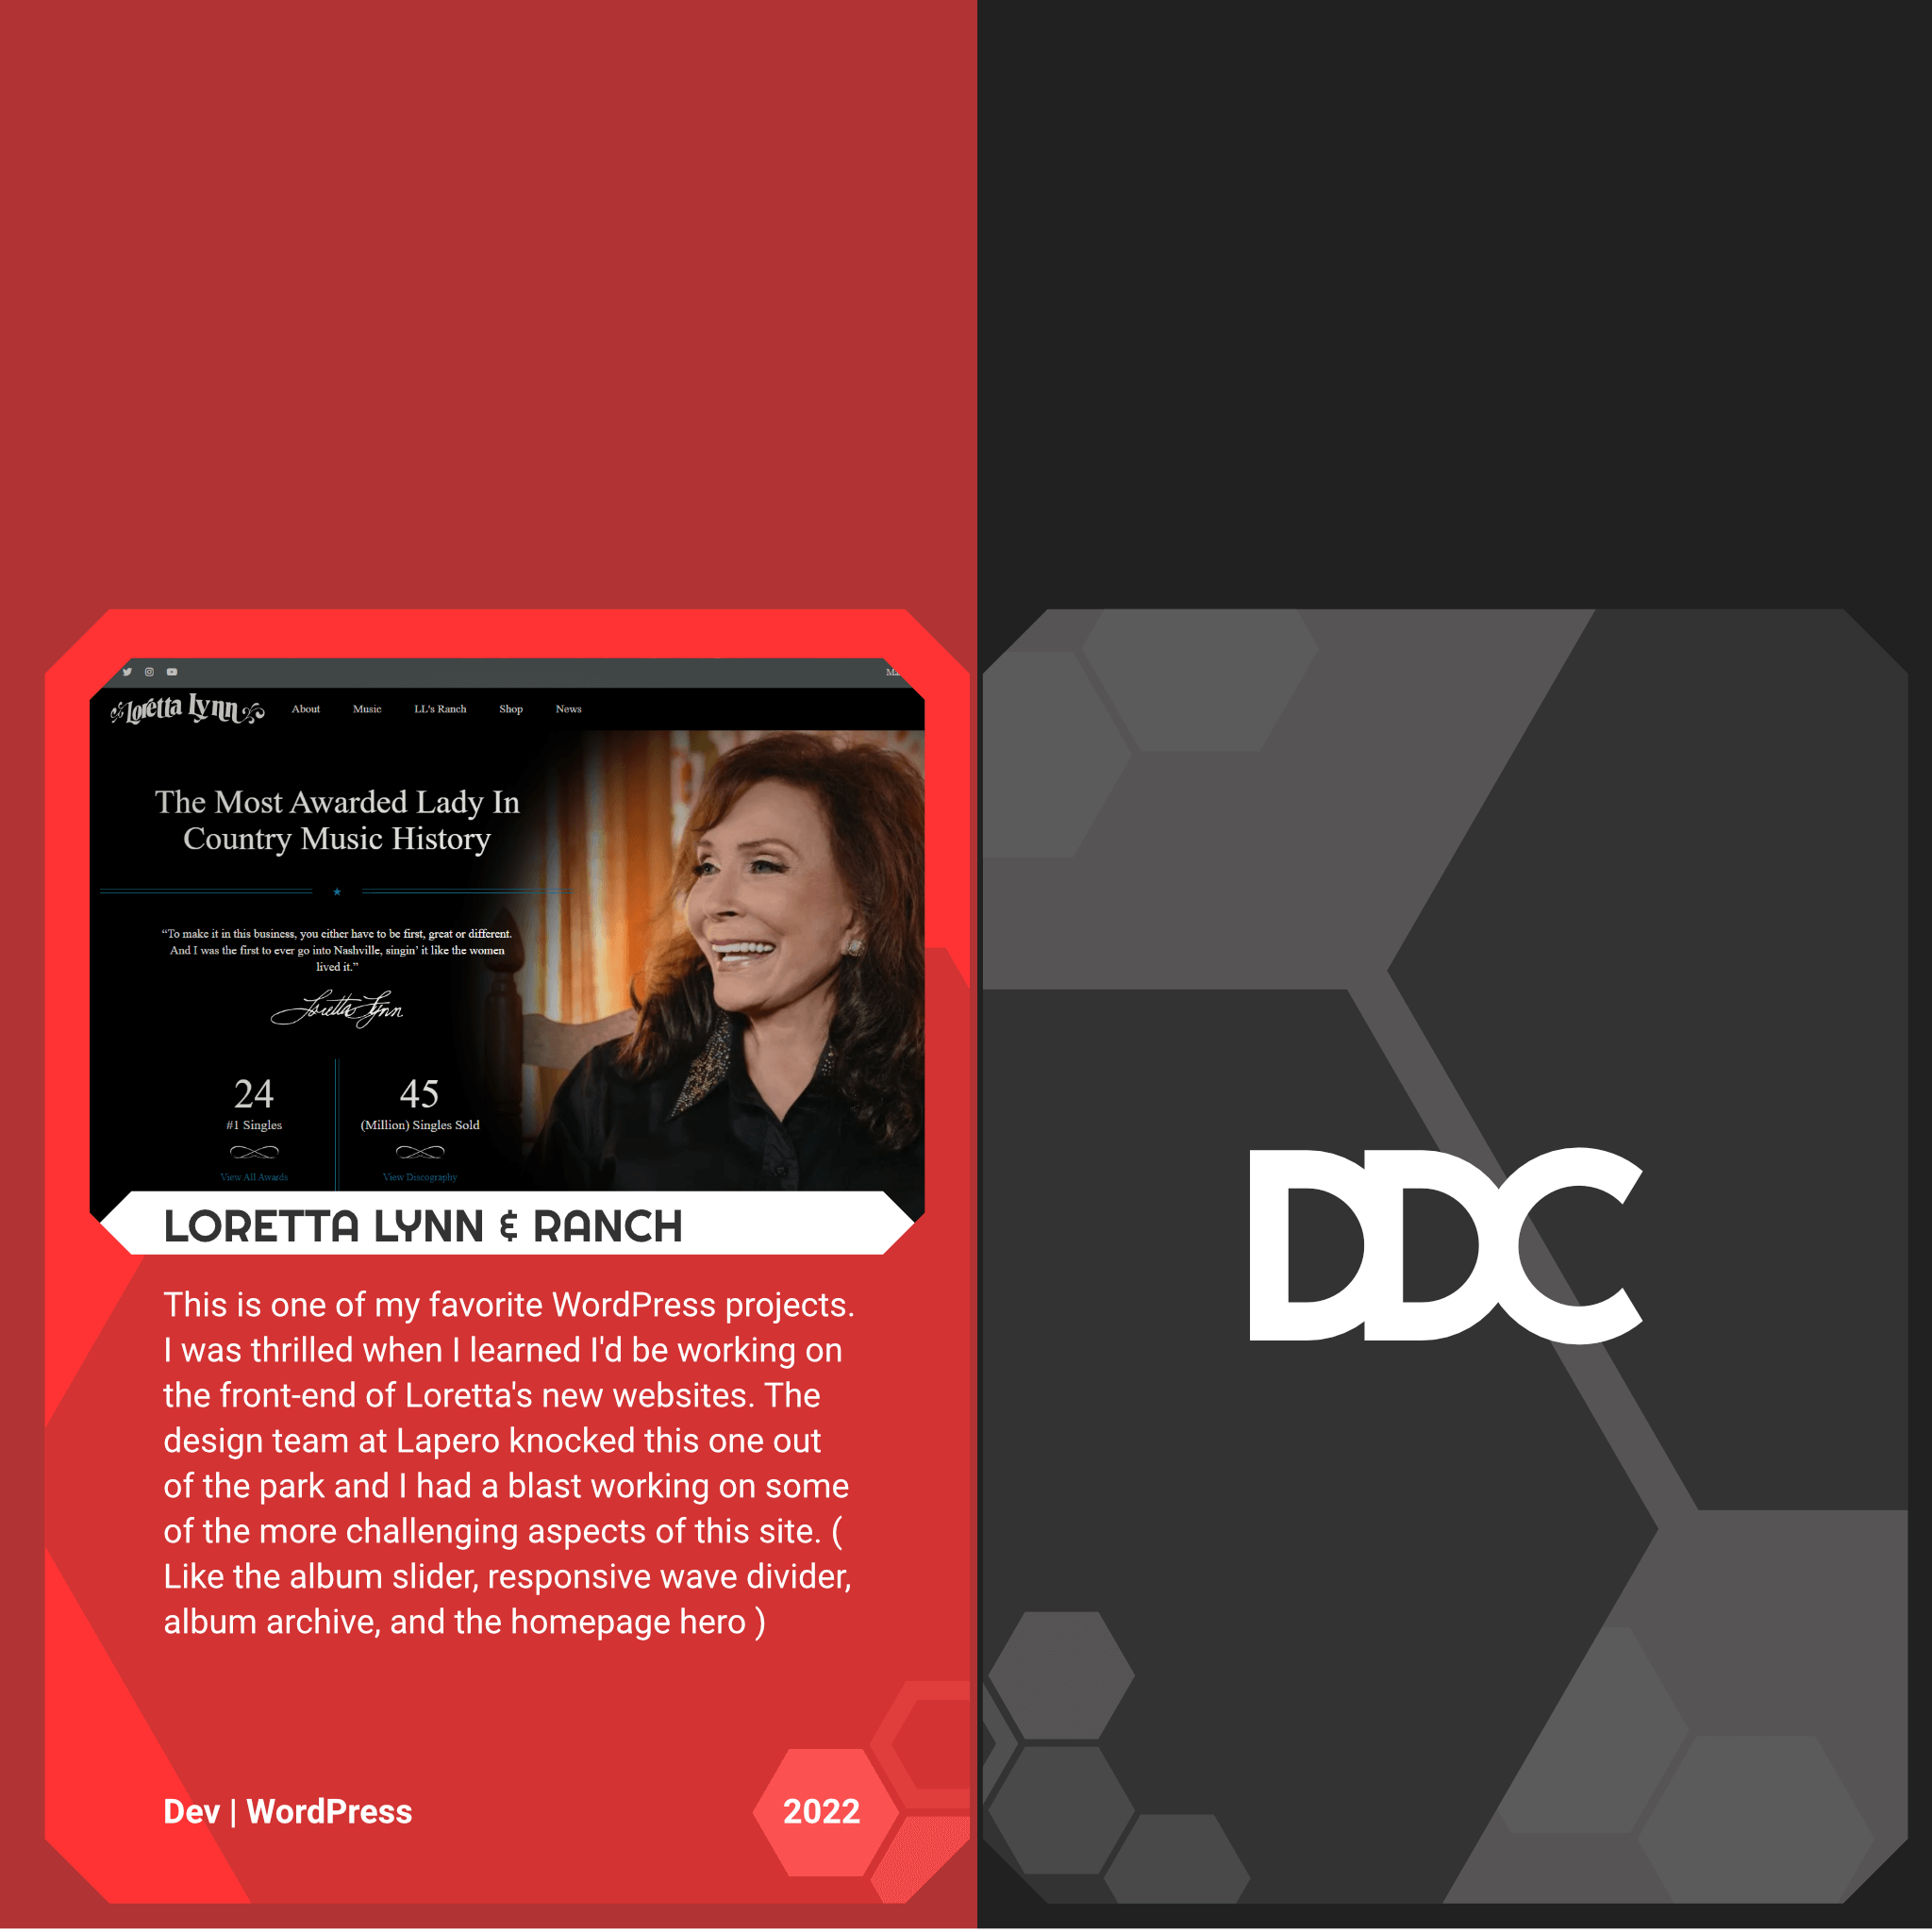 Loretta Lynn
About Music LL's Ranch Shop News
The Most Awarded Lady In
Country Music History
“To make it in this business, you either have to be first, great or different.
And I was the first to ever go into Nashville, singin' it like the women
lived it.”
Loretta Lynn
24 45
#1 Singles (Million) Singles Sold
View All Awards View Discography
LORETTA LYNN & RANCH
This is one of my favorite WordPress projects.
I was thrilled when I learned I'd be working on
the front-end of Loretta's new websites. The
design team at Lapero knocked this one out
of the park and I had a blast working on some
of the more challenging aspects of this site. (
Like the album slider, responsive wave divider,
album archive, and the homepage hero )
Dev | WordPress 2022
DDC